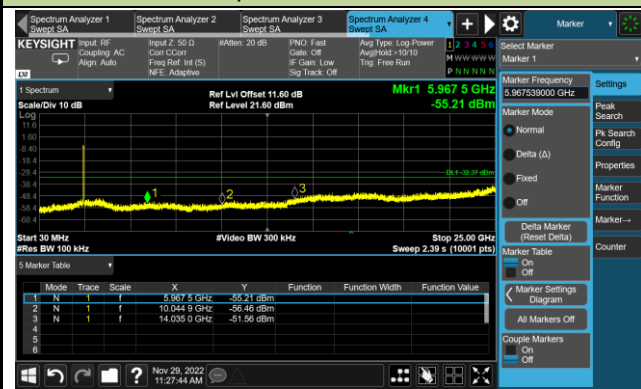 Spectrum Analyzer 1
Swept SA
Spectrum Analyzer 2
Swept SA
Spectrum Analyzer 3
Swept SA
Spectrum Analyzer 4
Swept SA
Marker
KEYSIGHT
Input: RF
Coupling: AC
Align: Auto
Input Z: 50 Ω
Corr CCorr
Freq Ref: Int (S)
NFE: Adaptive
#Atten: 20 dB
PNO: Fast
Gate: Off
IF Gain: Low
Sig Track: Off
Avg Type: Log-Power
Avg|Hold:>10/10
Trig: Free Run
1 2 3 4 5 6
M W W W W W
P N N N N N
LXI
Select Marker
Marker 1
1 Spectrum
Scale/Div 10 dB
Log
Ref Lvl Offset 11.60 dB
Ref Level 21.60 dBm
Mkr1 5.967 5 GHz
-55.21 dBm
11.6
1.60
-8.40
-18.4
-28.4
-38.4
-48.4
-58.4
-68.4
DL1 -32.37 dBm
1
2
3
Start 30 MHz
#Res BW 100 kHz
#Video BW 300 kHz
Stop 25.00 GHz
Sweep 2.39 s (10001 pts)
5 Marker Table
Mode Trace Scale X Y Function Function Width Function Value
1 N 1 f 5.967 5 GHz -55.21 dBm
2 N 1 f 10.044 9 GHz -56.46 dBm
3 N 1 f 14.035 0 GHz -51.56 dBm
4
5
6
Marker Frequency
5.967539000 GHz
Marker Mode
Normal
Delta (Δ)
Fixed
Off
Delta Marker
(Reset Delta)
Marker Table
On
Off
Marker Settings
Diagram
All Markers Off
Couple Markers
On
Off
Settings
Peak
Search
Pk Search
Config
Properties
Marker
Function
Marker→
Counter
?
Nov 29, 2022
11:27:44 AM